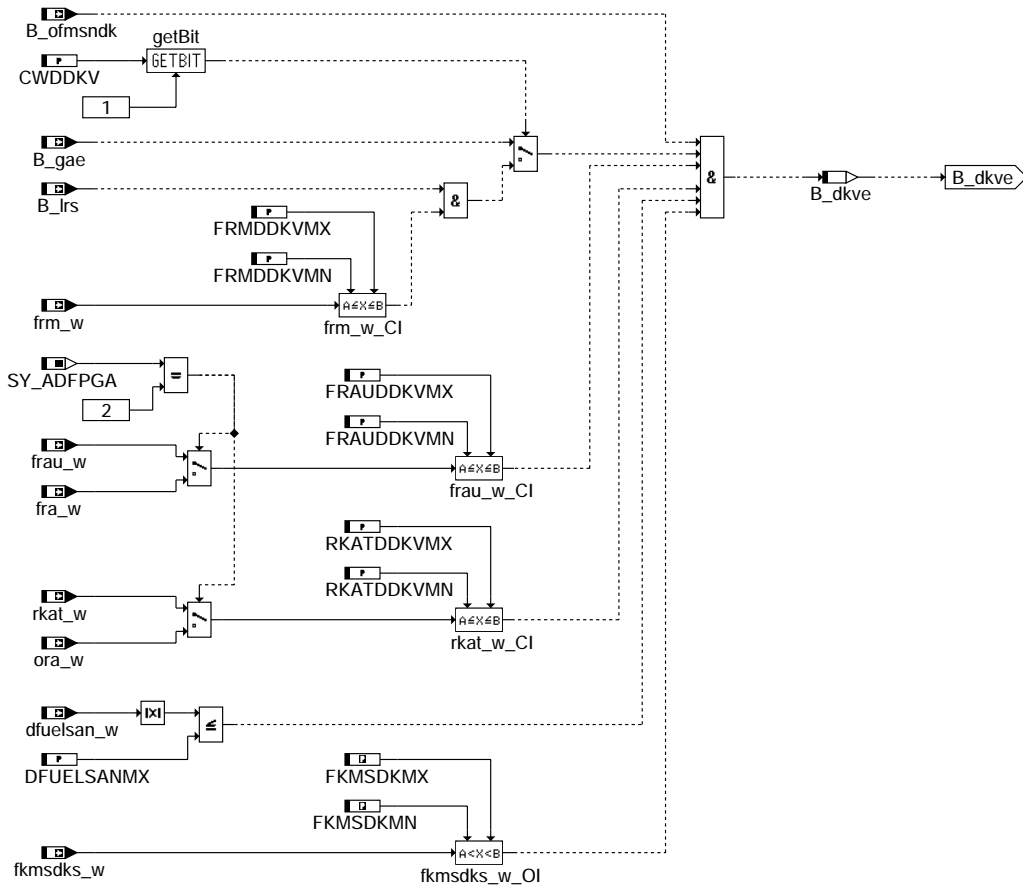 B_ofmsndk
getBit
P
GETBIT
CWDDKV
1
B_gae
B_lrs
&
&
B_dkve
B_dkve
P
FRMDDKVMX
P
FRMDDKVMN
A≤X≤B
frm_w
frm_w_CI
SY_ADFPGA
=
2
P
FRAUDDKVMX
P
FRAUDDKVMN
frau_w
A≤X≤B
frau_w_CI
fra_w
P
RKATDDKVMX
P
RKATDDKVMN
rkat_w
A≤X≤B
rkat_w_CI
ora_w
|X|
dfuelsan_w
≤
P
DFUELSANMX
P
FKMSDKMX
P
FKMSDKMN
A<X<B
fkmsdks_w
fkmsdks_w_OI